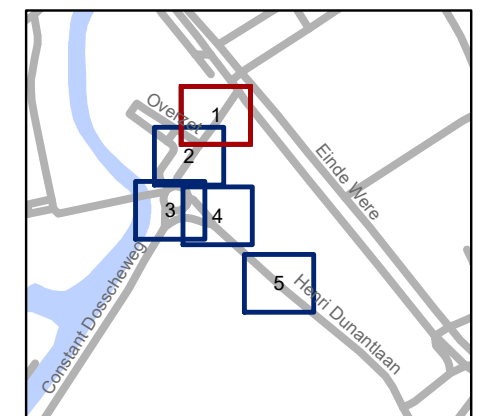 Overzet
1
2
Einde Were
3
4
5
Constant Dosscheweg
Henri Dunantlaan